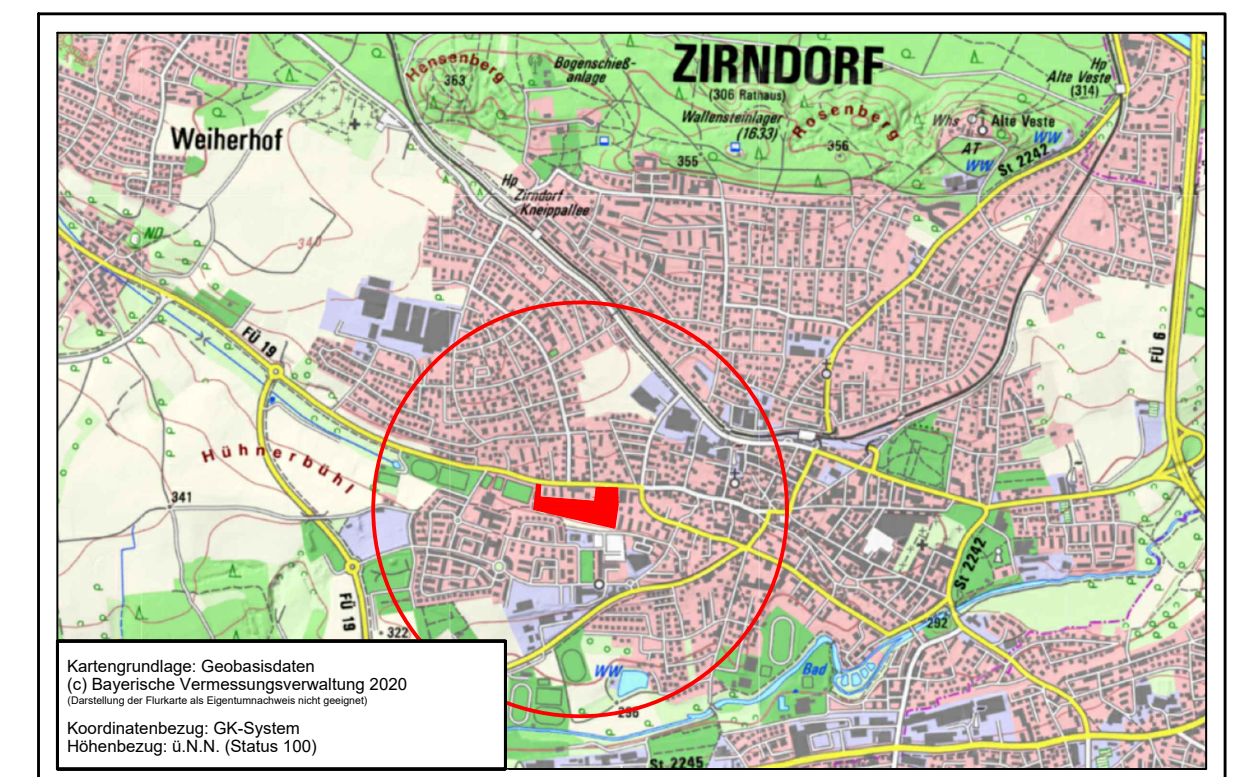 ZIRNDORF
(306 Rathaus)
Hensenberg
363
Bogenschieß-
anlage
Hp
Alte Veste
(314)
Weiherhof
Wallensteinlager
(1633)
Rosenberg
356
355
Whs
Alte Veste
AT
WW
WW
St 2242
Hp
Zirndorf-
Kneippallee
ND
340
FÜ 19
FÜ 6
Hühnerbühl
341
FÜ 19
322
St 2242
292
WW
Bad
296
St 2245
Kartengrundlage: Geobasisdaten
(c) Bayerische Vermessungsverwaltung 2020
(Darstellung der Flurkarte als Eigentumnachweis nicht geeignet)
Koordinatenbezug: GK-System
Höhenbezug: ü.N.N. (Status 100)